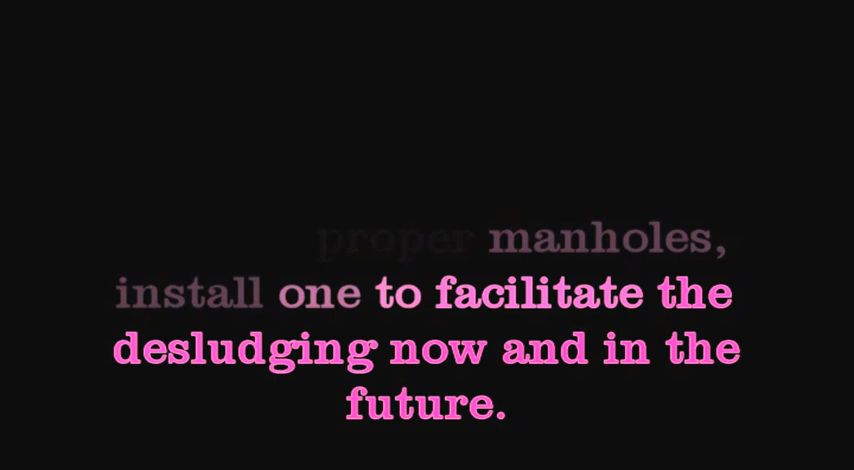 proper manholes,
install one to facilitate the
desludging now and in the
future.